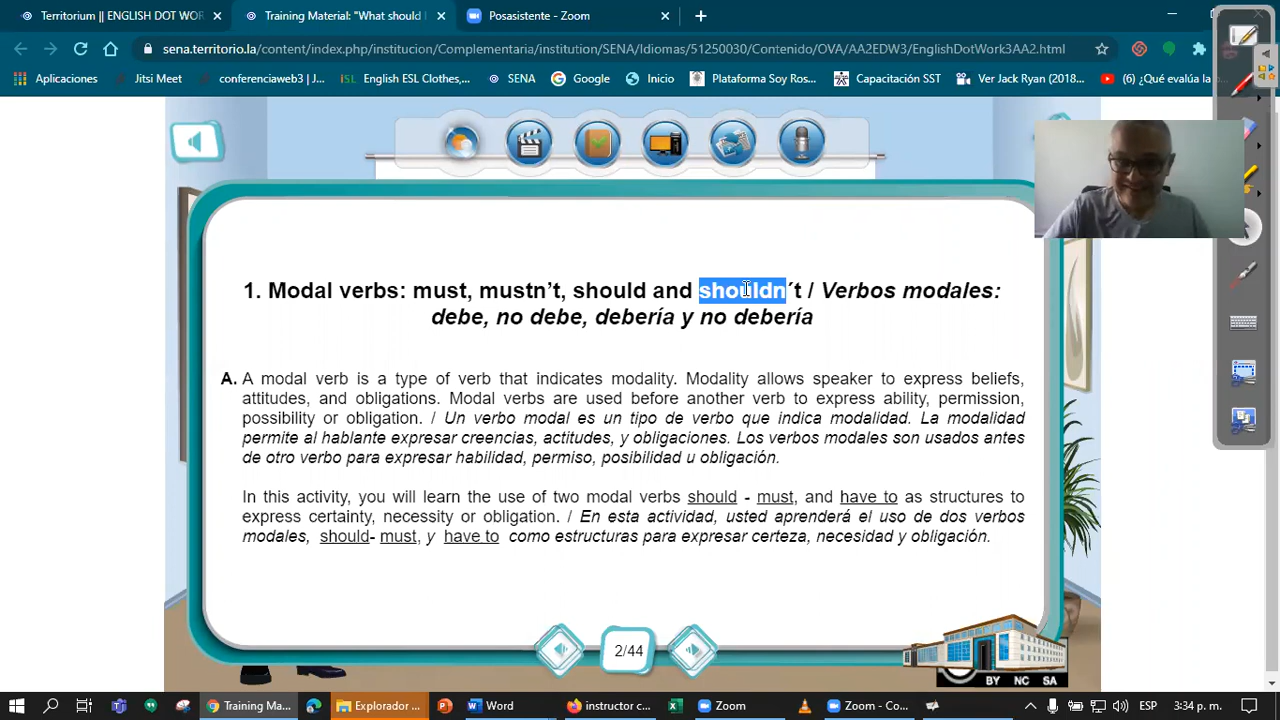 Territorium || ENGLISH DOT WOR
Training Material: "What should I
Posasistente - Zoom
sena.territorio.la/content/index.php/institucion/Complementaria/institution/SENA/Idiomas/51250030/Contenido/OVA/AA2EDW3/EnglishDotWork3AA2.html
Aplicaciones
Jitsi Meet
conferenciaweb3 | J...
English ESL Clothes,...
SENA
Google
Inicio
Plataforma Soy Ros...
Capacitación SST
Ver Jack Ryan (2018...
(6) ¿Qué evalúa la p...
1. Modal verbs: must, mustn’t, should and shouldn´t / Verbos modales:
debe, no debe, debería y no debería
A. A modal verb is a type of verb that indicates modality. Modality allows speaker to express beliefs,
attitudes, and obligations. Modal verbs are used before another verb to express ability, permission,
possibility or obligation. / Un verbo modal es un tipo de verbo que indica modalidad. La modalidad
permite al hablante expresar creencias, actitudes, y obligaciones. Los verbos modales son usados antes
de otro verbo para expresar habilidad, permiso, posibilidad u obligación.
In this activity, you will learn the use of two modal verbs should - must, and have to as structures to
express certainty, necessity or obligation. / En esta actividad, usted aprenderá el uso de dos verbos
modales, should- must, y have to como estructuras para expresar certeza, necesidad y obligación.
2/44
BY NC SA
Training Ma...
Explorador ...
Word
instructor c...
Zoom
Zoom - Co...
ESP
3:34 p. m.